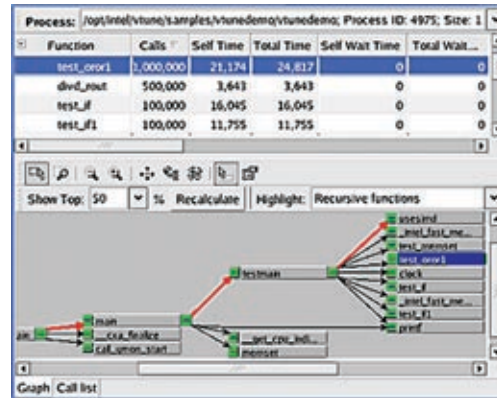 Process: /opt/intel/vtune/samples/vtunedemo/vtunedemo; Process ID: 4975; Size: 1
Function Calls Self Time Total Time Self Wait Time Total Wait...
test_oror1 1,000,000 21,174 24,817 0 0
divd_rout 500,000 3,643 3,643 0 0
test_if 100,000 16,045 16,045 0 0
test_if1 100,000 11,755 11,755 0 0
Show Top: 50 % Recalculate Highlight: Recursive functions
usesimd
_intel_fast_me...
test_memset
test_oror1
testmain
clock
test_if
_intel_fast_me...
main
test_if1
__cxa_finalize
__get_cpu_indi...
printf
call_gmon_start
memset
Graph Call list